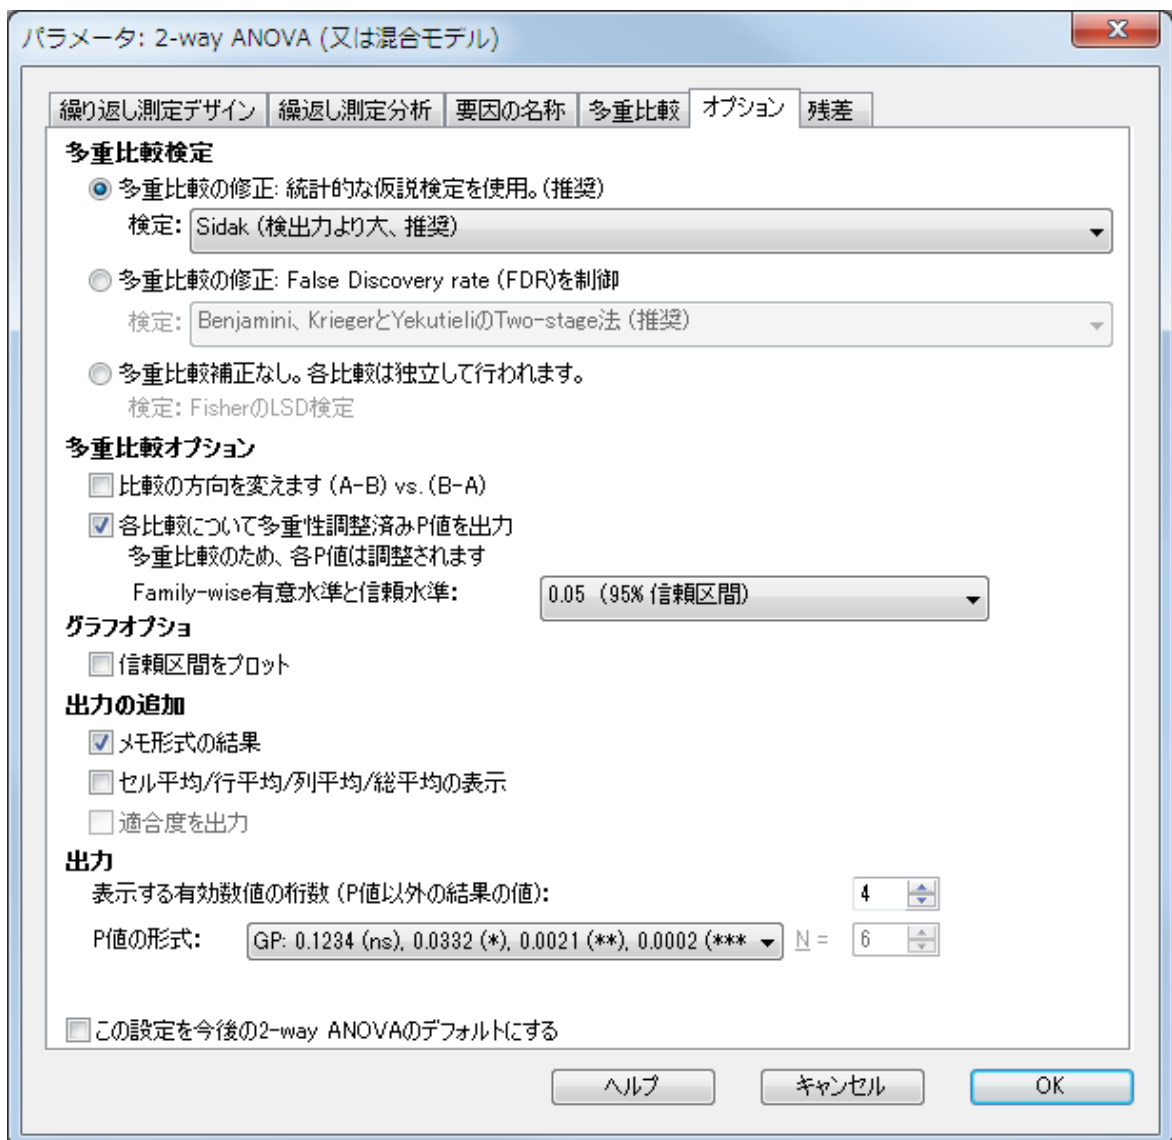 パラメータ: 2-way ANOVA (又は混合モデル)
繰り返し測定デザイン 繰返し測定分析 要因の名称 多重比較 オプション 残差
多重比較検定
多重比較の修正: 統計的な仮説検定を使用。(推奨)
検定: Sidak (検出力より大、推奨)
多重比較の修正: False Discovery rate (FDR)を制御
検定: Benjamini、KriegerとYekutieliのTwo-stage法 (推奨)
多重比較補正なし。各比較は独立して行われます。
検定: FisherのLSD検定
多重比較オプション
比較の方向を変えます (A-B) vs. (B-A)
各比較について多重性調整済みP値を出力
多重比較のため、各P値は調整されます
Family-wise有意水準と信頼水準: 0.05 (95% 信頼区間)
グラフオプショ
信頼区間をプロット
出力の追加
メモ形式の結果
セル平均/行平均/列平均/総平均の表示
適合度を出力
出力
表示する有効数値の桁数 (P値以外の結果の値): 4
P値の形式: GP: 0.1234 (ns), 0.0332 (*), 0.0021 (**), 0.0002 (*** N = 6
この設定を今後の2-way ANOVAのデフォルトにする
ヘルプ キャンセル OK